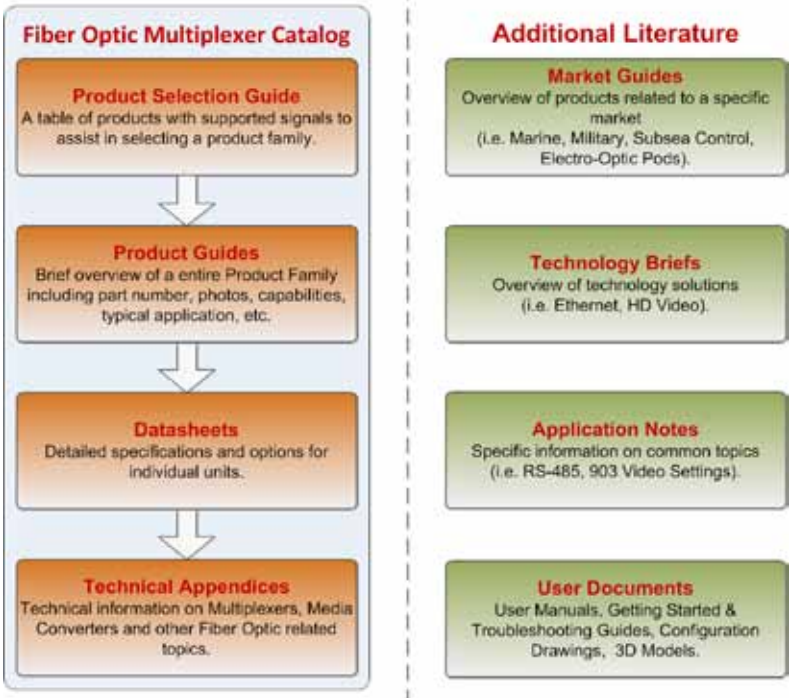 Fiber Optic Multiplexer Catalog
Product Selection Guide
A table of products with supported signals to
assist in selecting a product family.
Product Guides
Brief overview of a entire Product Family
including part number, photos, capabilities,
typical application, etc.
Datasheets
Detailed specifications and options for
individual units.
Technical Appendices
Technical information on Multiplexers, Media
Converters and other Fiber Optic related
topics.
Additional Literature
Market Guides
Overview of products related to a specific
market
(i.e. Marine, Military, Subsea Control,
Electro-Optic Pods).
Technology Briefs
Overview of technology solutions
(i.e. Ethernet, HD Video).
Application Notes
Specific information on common topics
(i.e. RS-485, 903 Video Settings).
User Documents
User Manuals, Getting Started &
Troubleshooting Guides, Configuration
Drawings, 3D Models.